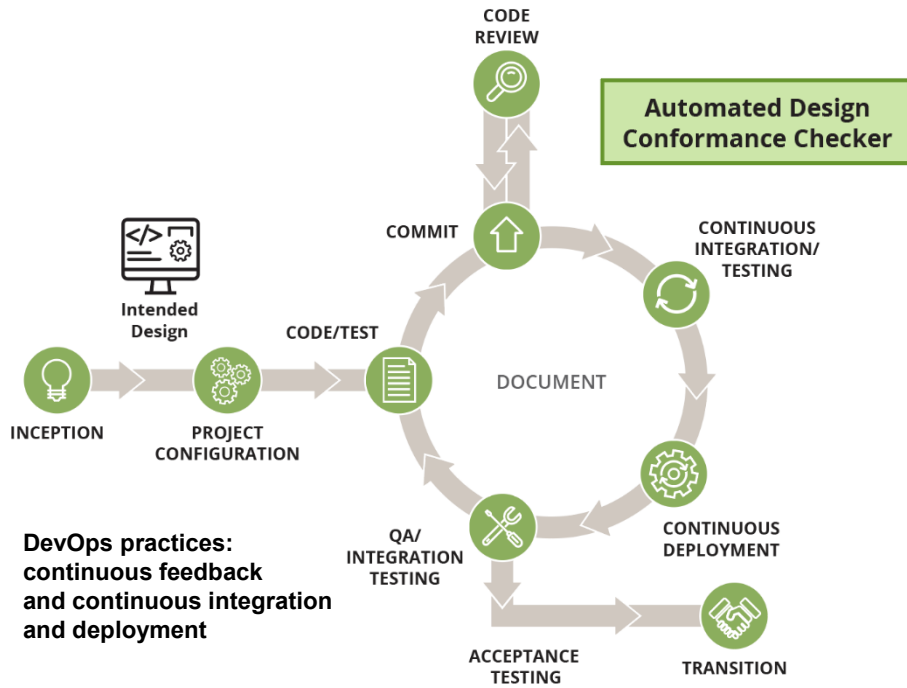 CODE
REVIEW
Automated Design
Conformance Checker
COMMIT
CONTINUOUS
INTEGRATION/
TESTING
</>
Intended
Design
CODE/TEST
DOCUMENT
INCEPTION
PROJECT
CONFIGURATION
QA/
INTEGRATION
TESTING
CONTINUOUS
DEPLOYMENT
DevOps practices:
continuous feedback
and continuous integration
and deployment
ACCEPTANCE
TESTING
TRANSITION